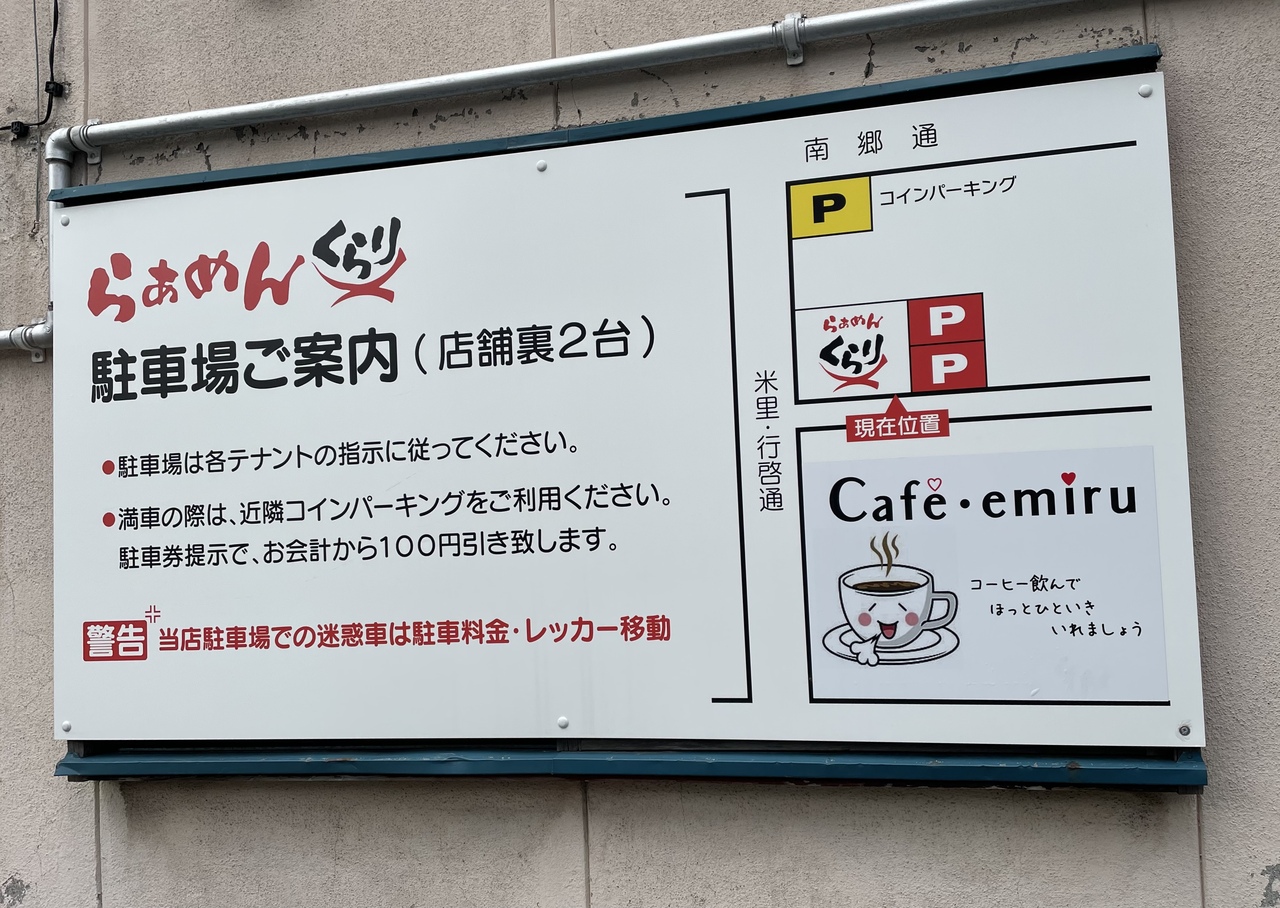 らぁめん くらり
駐車場ご案内（店舗裏２台）
●駐車場は各テナントの指示に従ってください。
●満車の際は、近隣コインパーキングをご利用ください。
駐車券提示で、お会計から１００円引き致します。
警告 当店駐車場での迷惑車は駐車料金・レッカー移動
南郷通
P コインパーキング
らぁめん
くらり
P
P
現在位置
米里・行啓通
Cafe・emiru
コーヒー飲んで
ほっとひといき
いれましょう